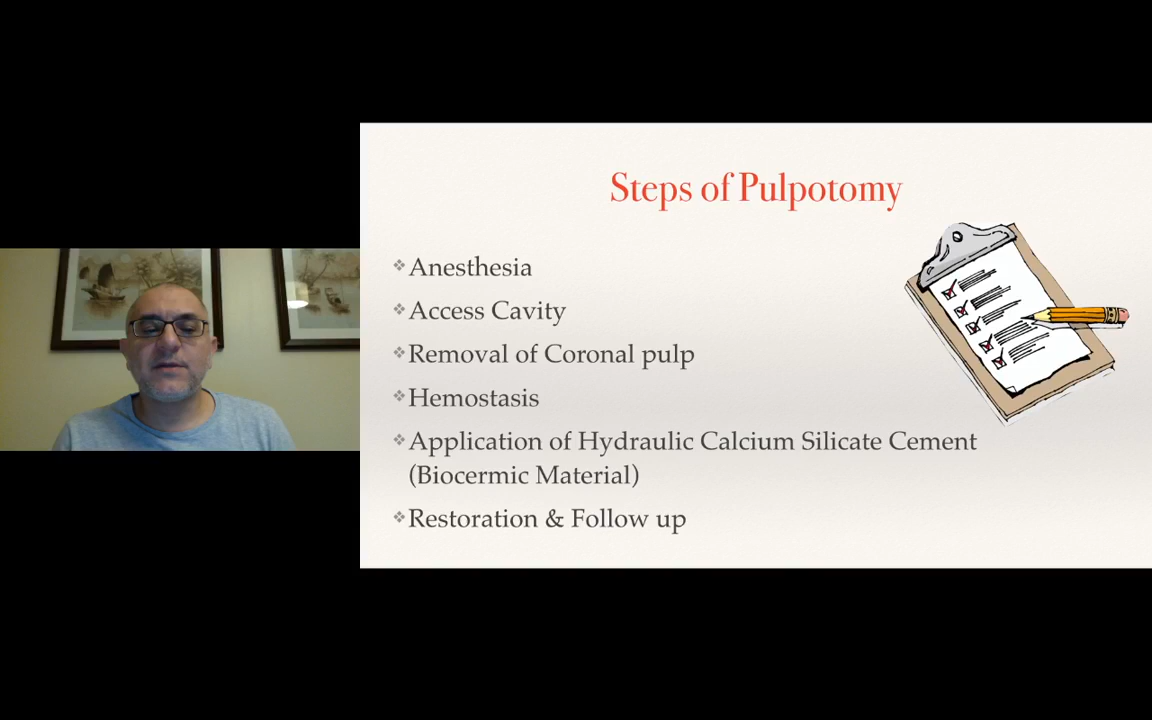 Steps of Pulpotomy
❖Anesthesia
❖Access Cavity
❖Removal of Coronal pulp
❖Hemostasis
❖Application of Hydraulic Calcium Silicate Cement
(Biocermic Material)
❖Restoration & Follow up